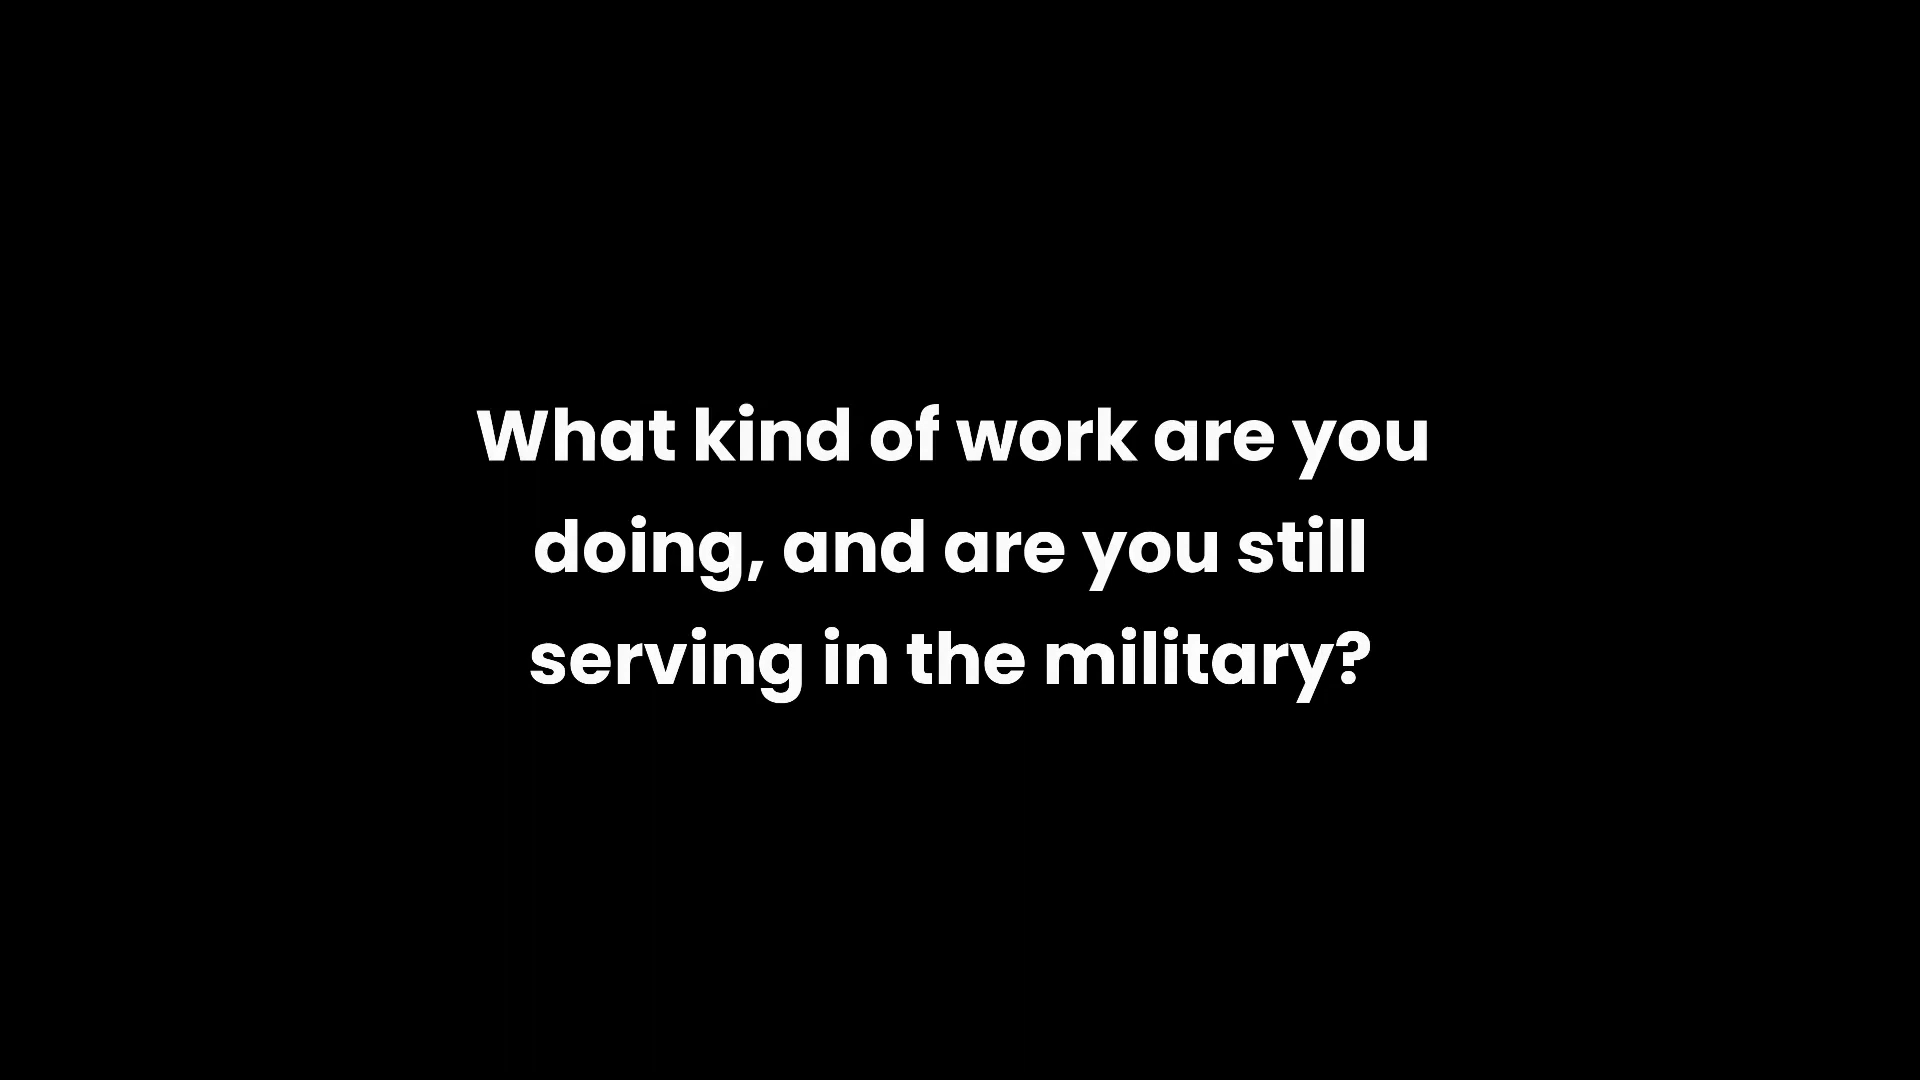 What kind of work are you
doing, and are you still
serving in the military?